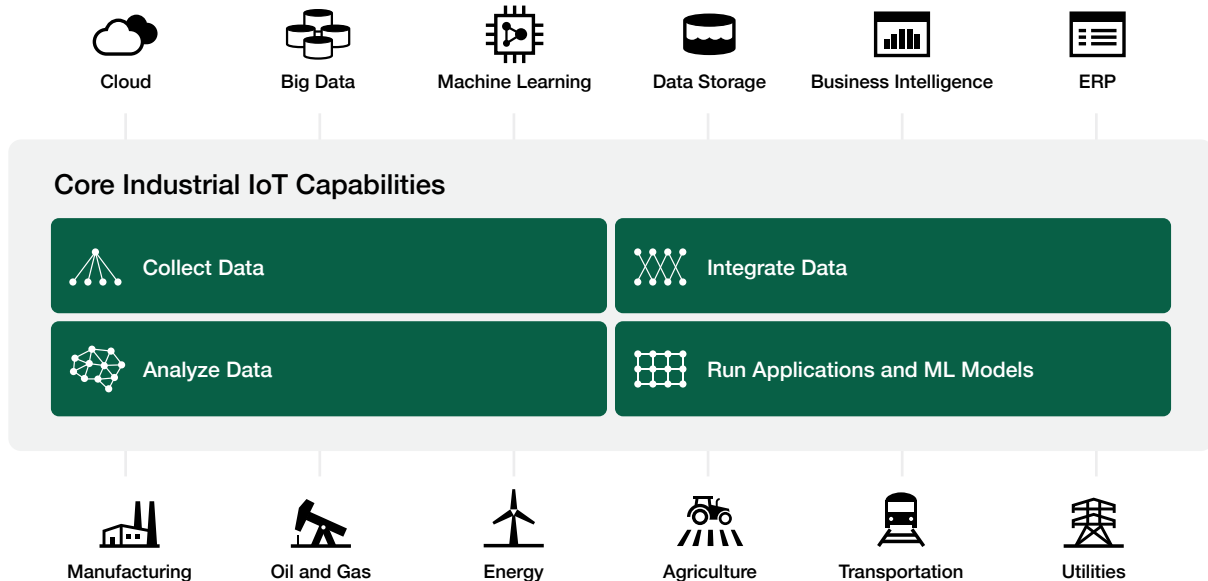 Cloud
Big Data
Machine Learning
Data Storage
Business Intelligence
ERP
Core Industrial IoT Capabilities
Collect Data
Integrate Data
Analyze Data
Run Applications and ML Models
Manufacturing
Oil and Gas
Energy
Agriculture
Transportation
Utilities